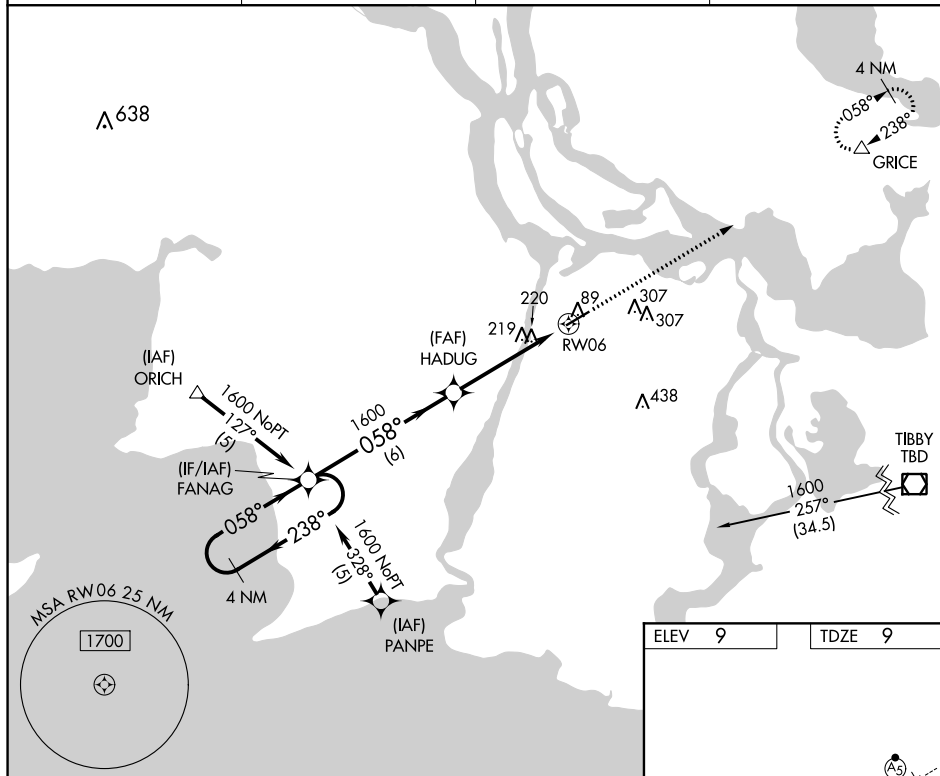 638
4 NM
058°
238°
GRICE
220
89
307
307
219
RW06
(FAF)
HADUG
(IAF)
ORICH
1600 NoPT
127°
(5)
1600
058°
(6)
438
TIBBY
TBD
(IF/IAF)
FANAG
1600
257°
(34.5)
058°
238°
1600 NoPT
328°
(5)
4 NM
(IAF)
PANPE
MSA RW06 25 NM
1700
ELEV 9
TDZE 9
A5